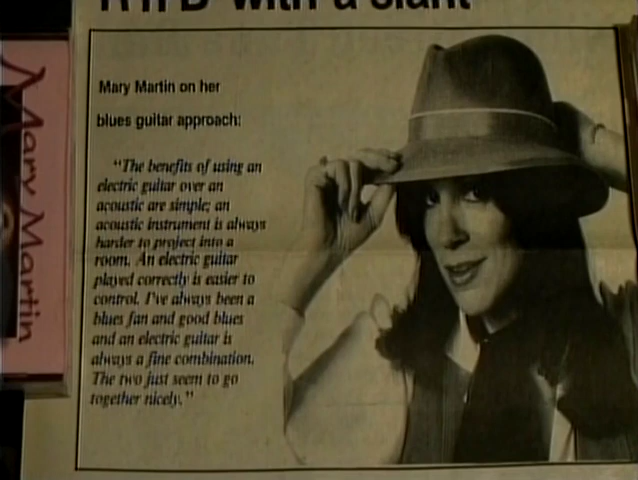 R'n'B with a slant
Mary Martin
Mary Martin on her
blues guitar approach:
"The benefits of using an
electric guitar over an
acoustic are simple; an
acoustic instrument is always
harder to project into a
room. An electric guitar
played correctly is easier to
control. I've always been a
blues fan and good blues
and an electric guitar is
always a fine combination.
The two just seem to go
together nicely."